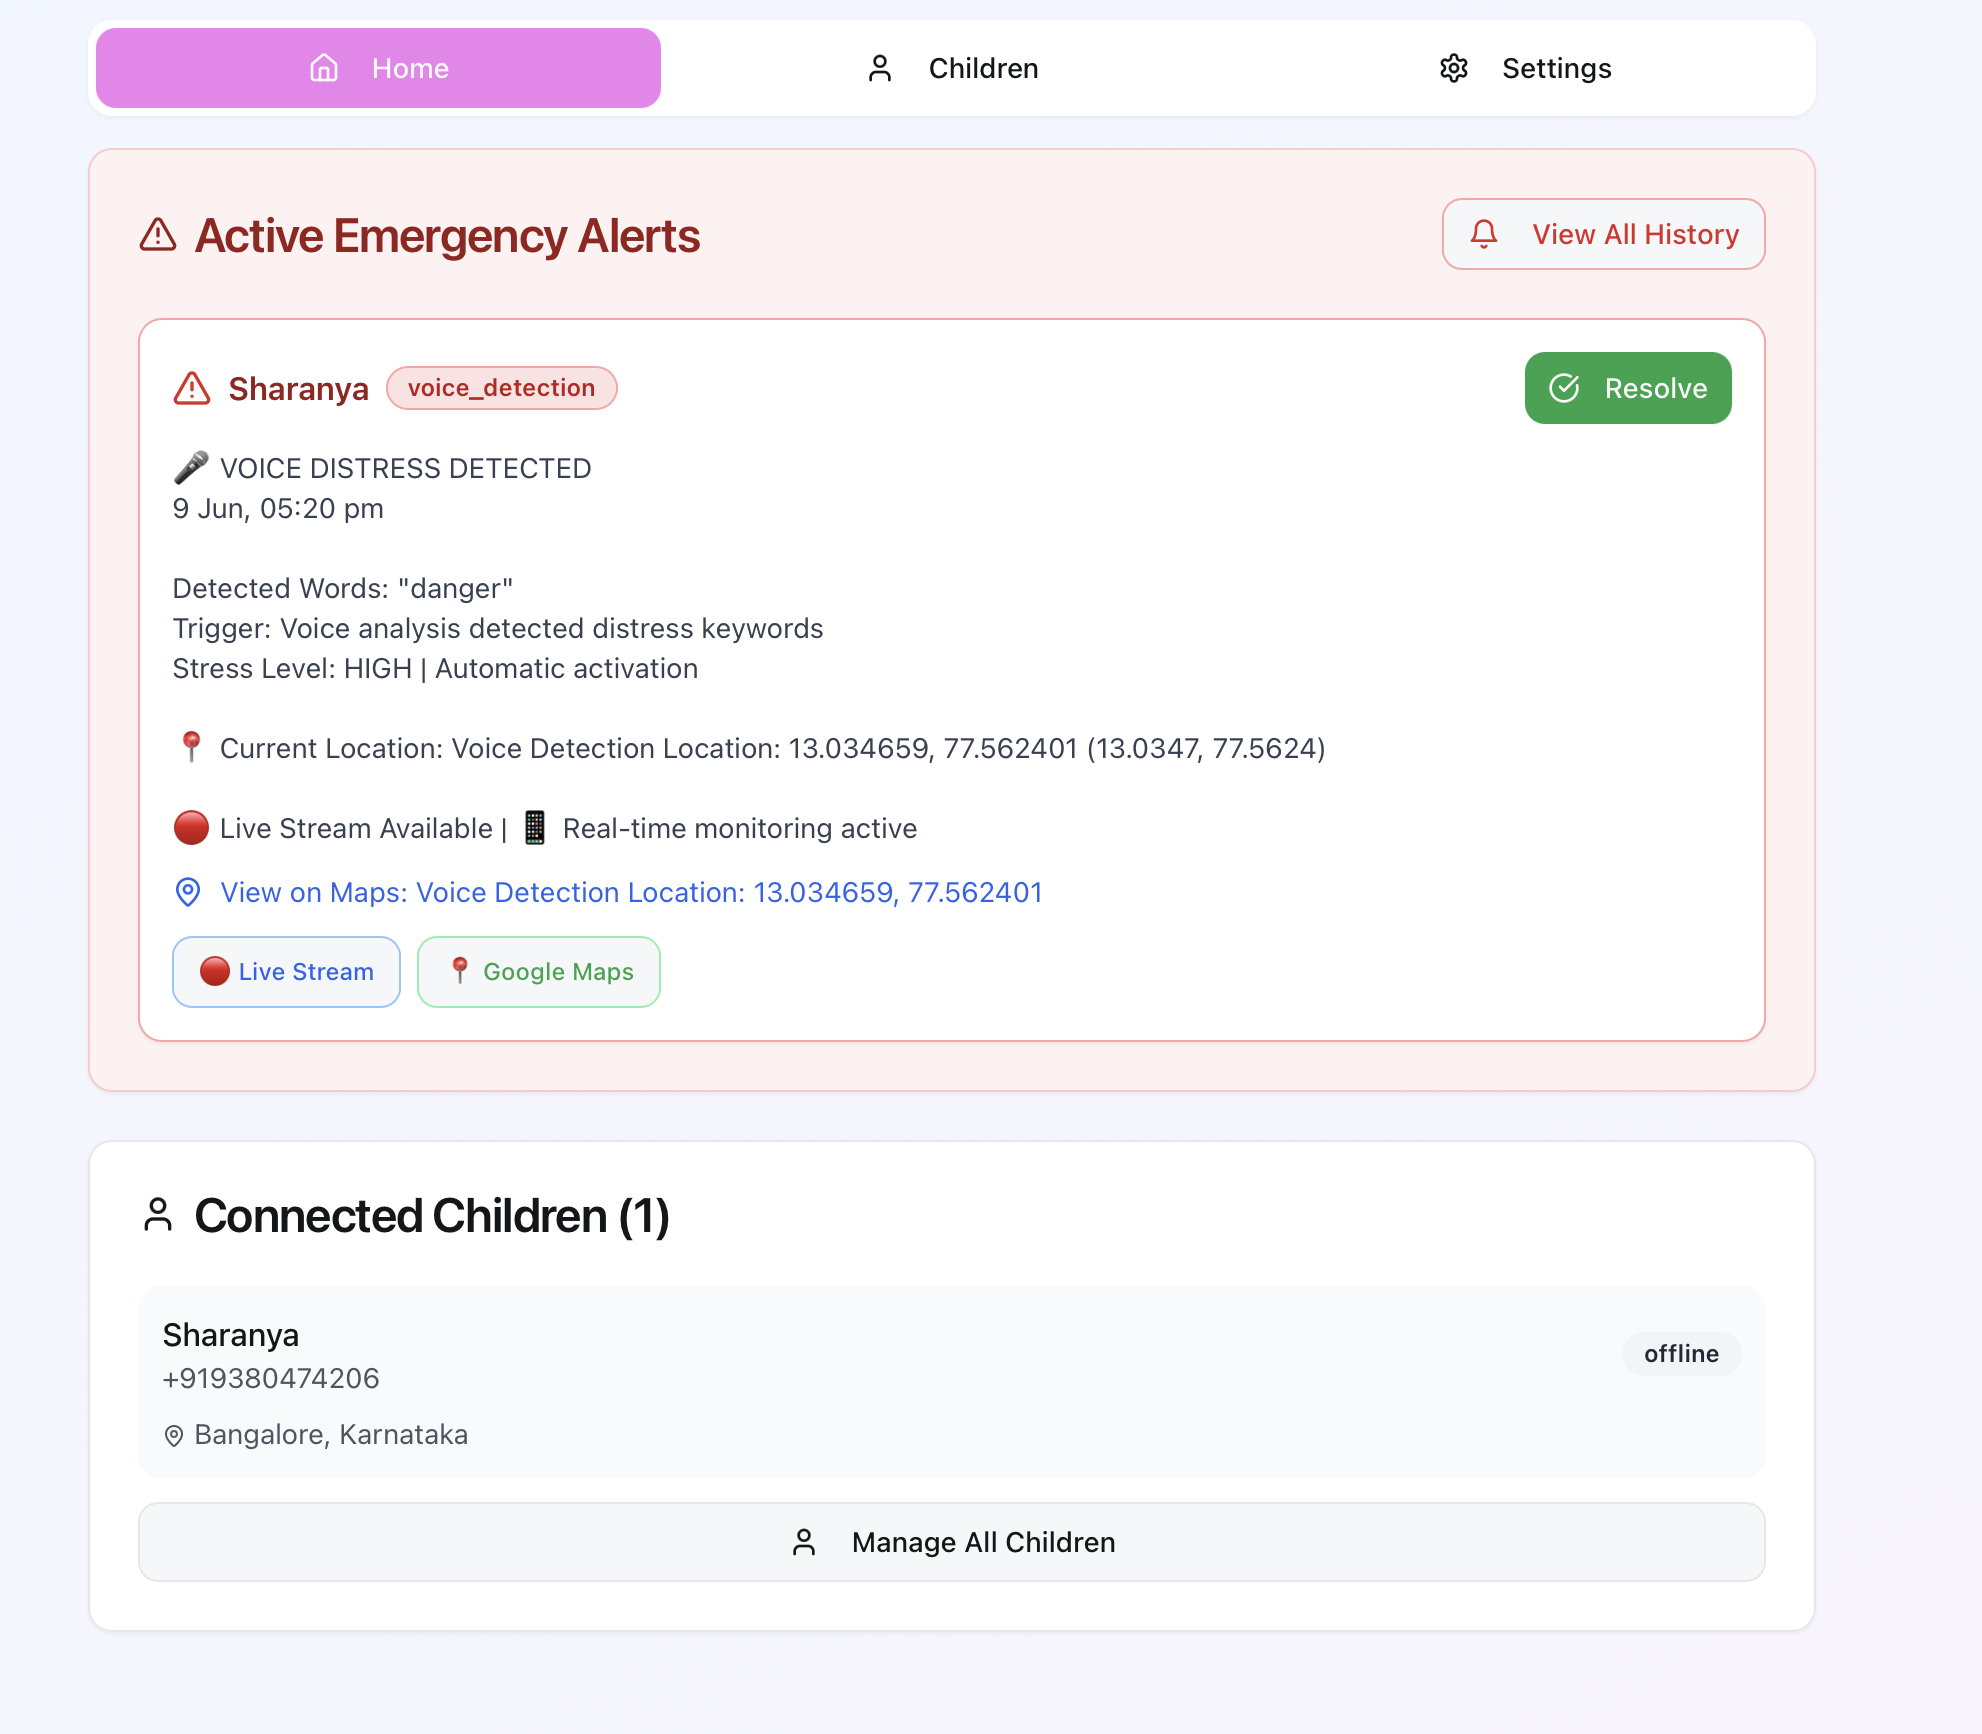 Home
Children
Settings
Active Emergency Alerts
View All History
Sharanya
voice_detection
Resolve
🎤 VOICE DISTRESS DETECTED
9 Jun, 05:20 pm
Detected Words: "danger"
Trigger: Voice analysis detected distress keywords
Stress Level: HIGH | Automatic activation
📍 Current Location: Voice Detection Location: 13.034659, 77.562401 (13.0347, 77.5624)
🔴 Live Stream Available | 📱 Real-time monitoring active
View on Maps: Voice Detection Location: 13.034659, 77.562401
🔴 Live Stream
📍 Google Maps
Connected Children (1)
Sharanya
offline
+919380474206
Bangalore, Karnataka
Manage All Children